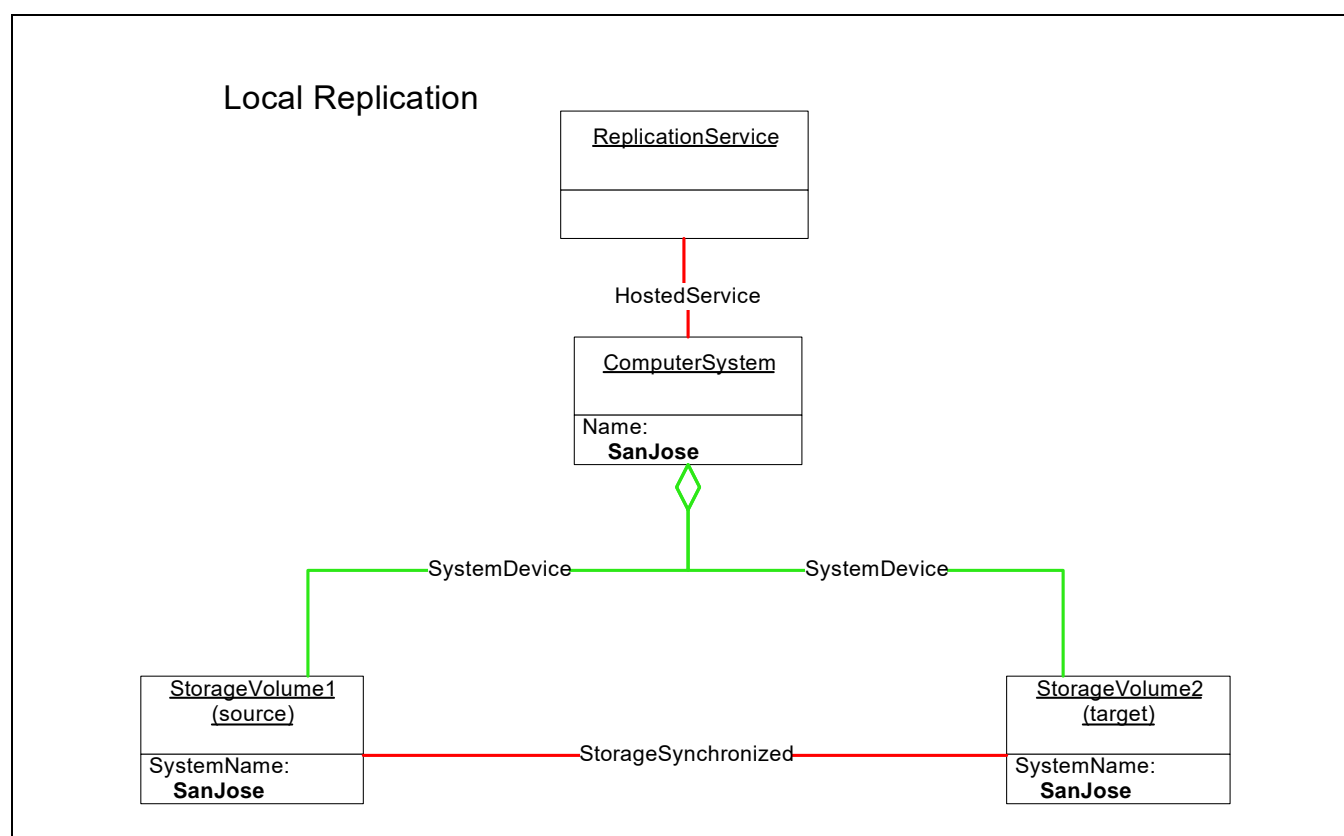 Local Replication
ReplicationService
HostedService
ComputerSystem
Name:
SanJose
SystemDevice
SystemDevice
StorageVolume1
(source)
SystemName:
SanJose
StorageSynchronized
StorageVolume2
(target)
SystemName:
SanJose